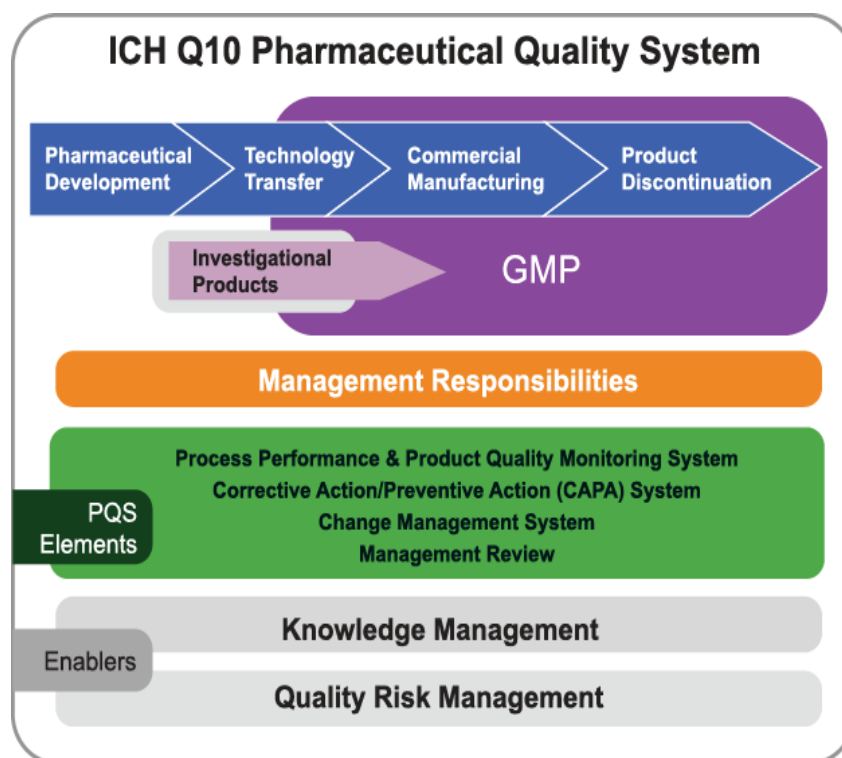 ICH Q10 Pharmaceutical Quality System
Pharmaceutical
Development
Technology
Transfer
Commercial
Manufacturing
Product
Discontinuation
Investigational
Products
GMP
Management Responsibilities
PQS
Elements
Process Performance & Product Quality Monitoring System
Corrective Action/Preventive Action (CAPA) System
Change Management System
Management Review
Enablers
Knowledge Management
Quality Risk Management